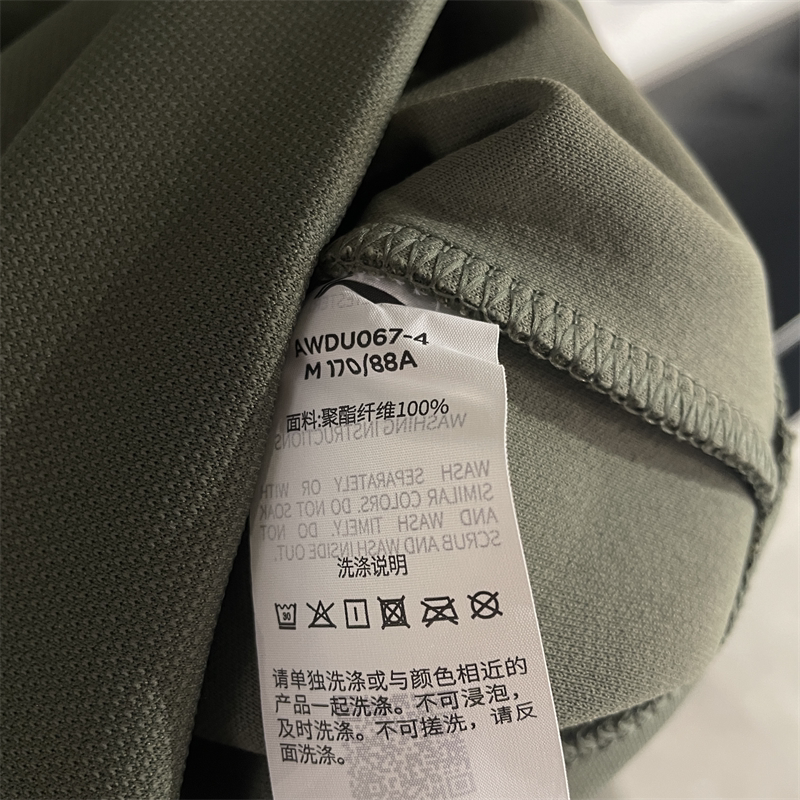 AWDU067-4
M 170/88A
面料:聚酯纤维100%
WASHING INSTRUCTIONS
WASH SEPARATELY OR WITH
SIMILAR COLORS. DO NOT SOAK
AND WASH TIMELY. DO NOT
SCRUB AND WASH INSIDE OUT.
洗涤说明
30
请单独洗涤或与颜色相近的
产品一起洗涤。不可浸泡，
及时洗涤。不可搓洗，请反
面洗涤。